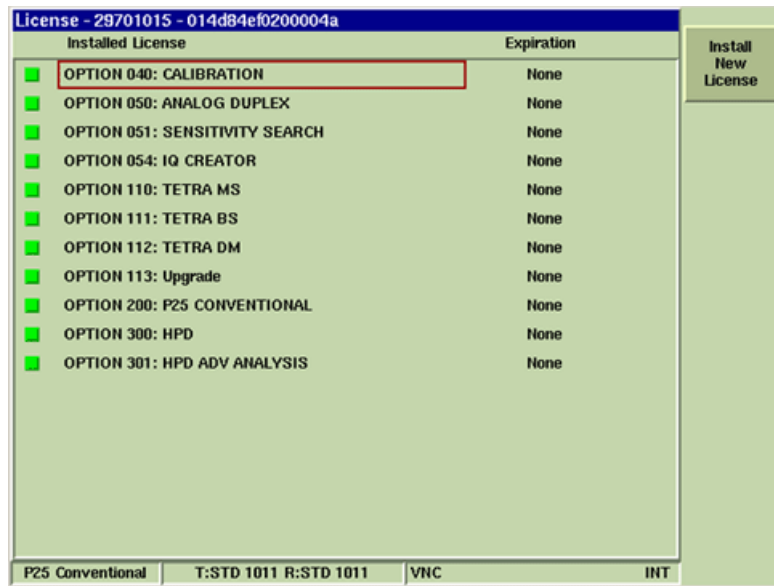 License - 29701015 - 014d84ef0200004a
Installed License Expiration
Install
New
License
OPTION 040: CALIBRATION None
OPTION 050: ANALOG DUPLEX None
OPTION 051: SENSITIVITY SEARCH None
OPTION 054: IQ CREATOR None
OPTION 110: TETRA MS None
OPTION 111: TETRA BS None
OPTION 112: TETRA DM None
OPTION 113: Upgrade None
OPTION 200: P25 CONVENTIONAL None
OPTION 300: HPD None
OPTION 301: HPD ADV ANALYSIS None
P25 Conventional T:STD 1011 R:STD 1011 VNC INT